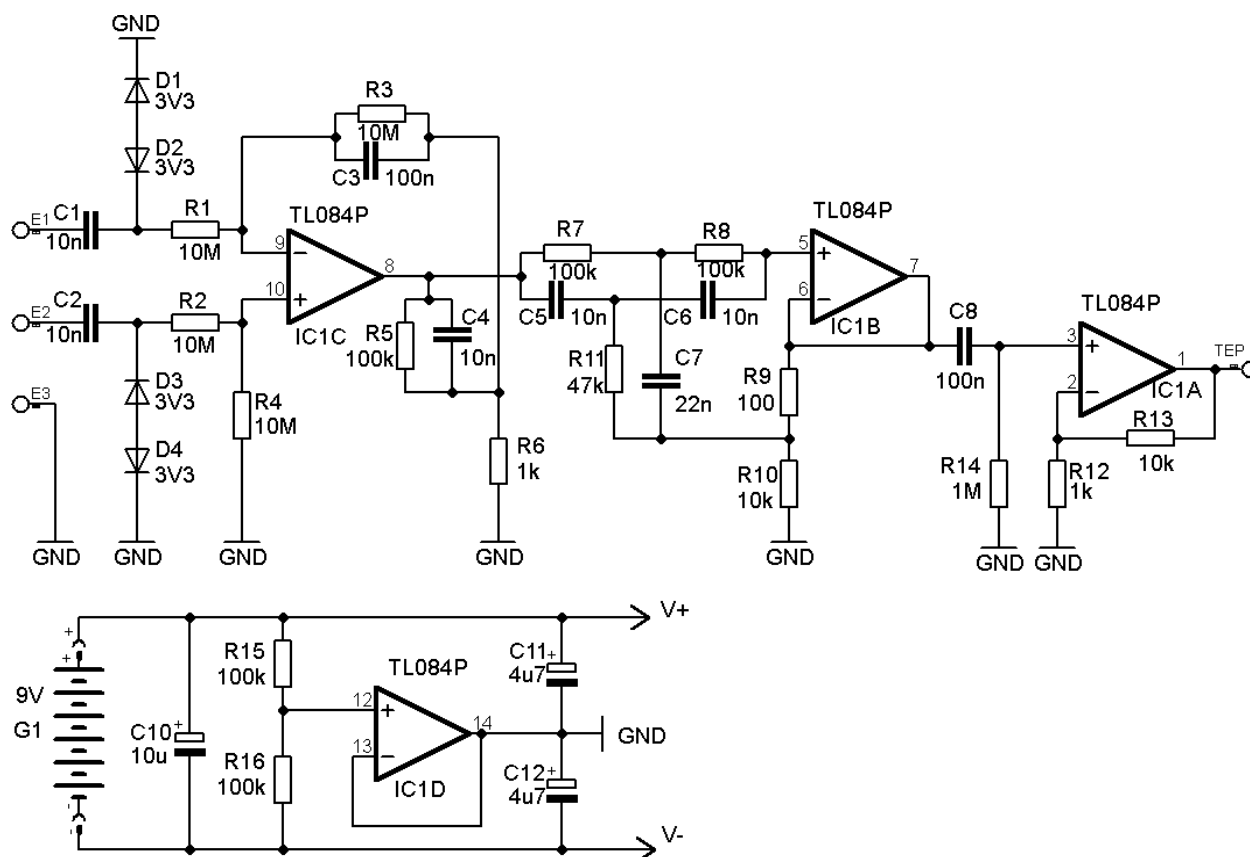 GND
D1
3V3
D2
3V3
R3
10M
C3
100n
E1
C1
10n
R1
10M
TL084P
9
8
10
IC1C
E2
C2
10n
R2
10M
R5
100k
C4
10n
E3
D3
3V3
D4
3V3
R4
10M
R6
1k
GND
GND
GND
GND
R7
100k
R8
100k
C5
10n
C6
10n
R11
47k
C7
22n
TL084P
5
6
7
IC1B
R9
100
R10
10k
GND
C8
100n
TL084P
3
2
1
IC1A
TEP
R13
10k
R14
1M
R12
1k
GND
GND
V+
9V
G1
+
+
C10
+
10u
R15
100k
R16
100k
TL084P
12
13
14
IC1D
C11
+
4u7
GND
C12
+
4u7
V-